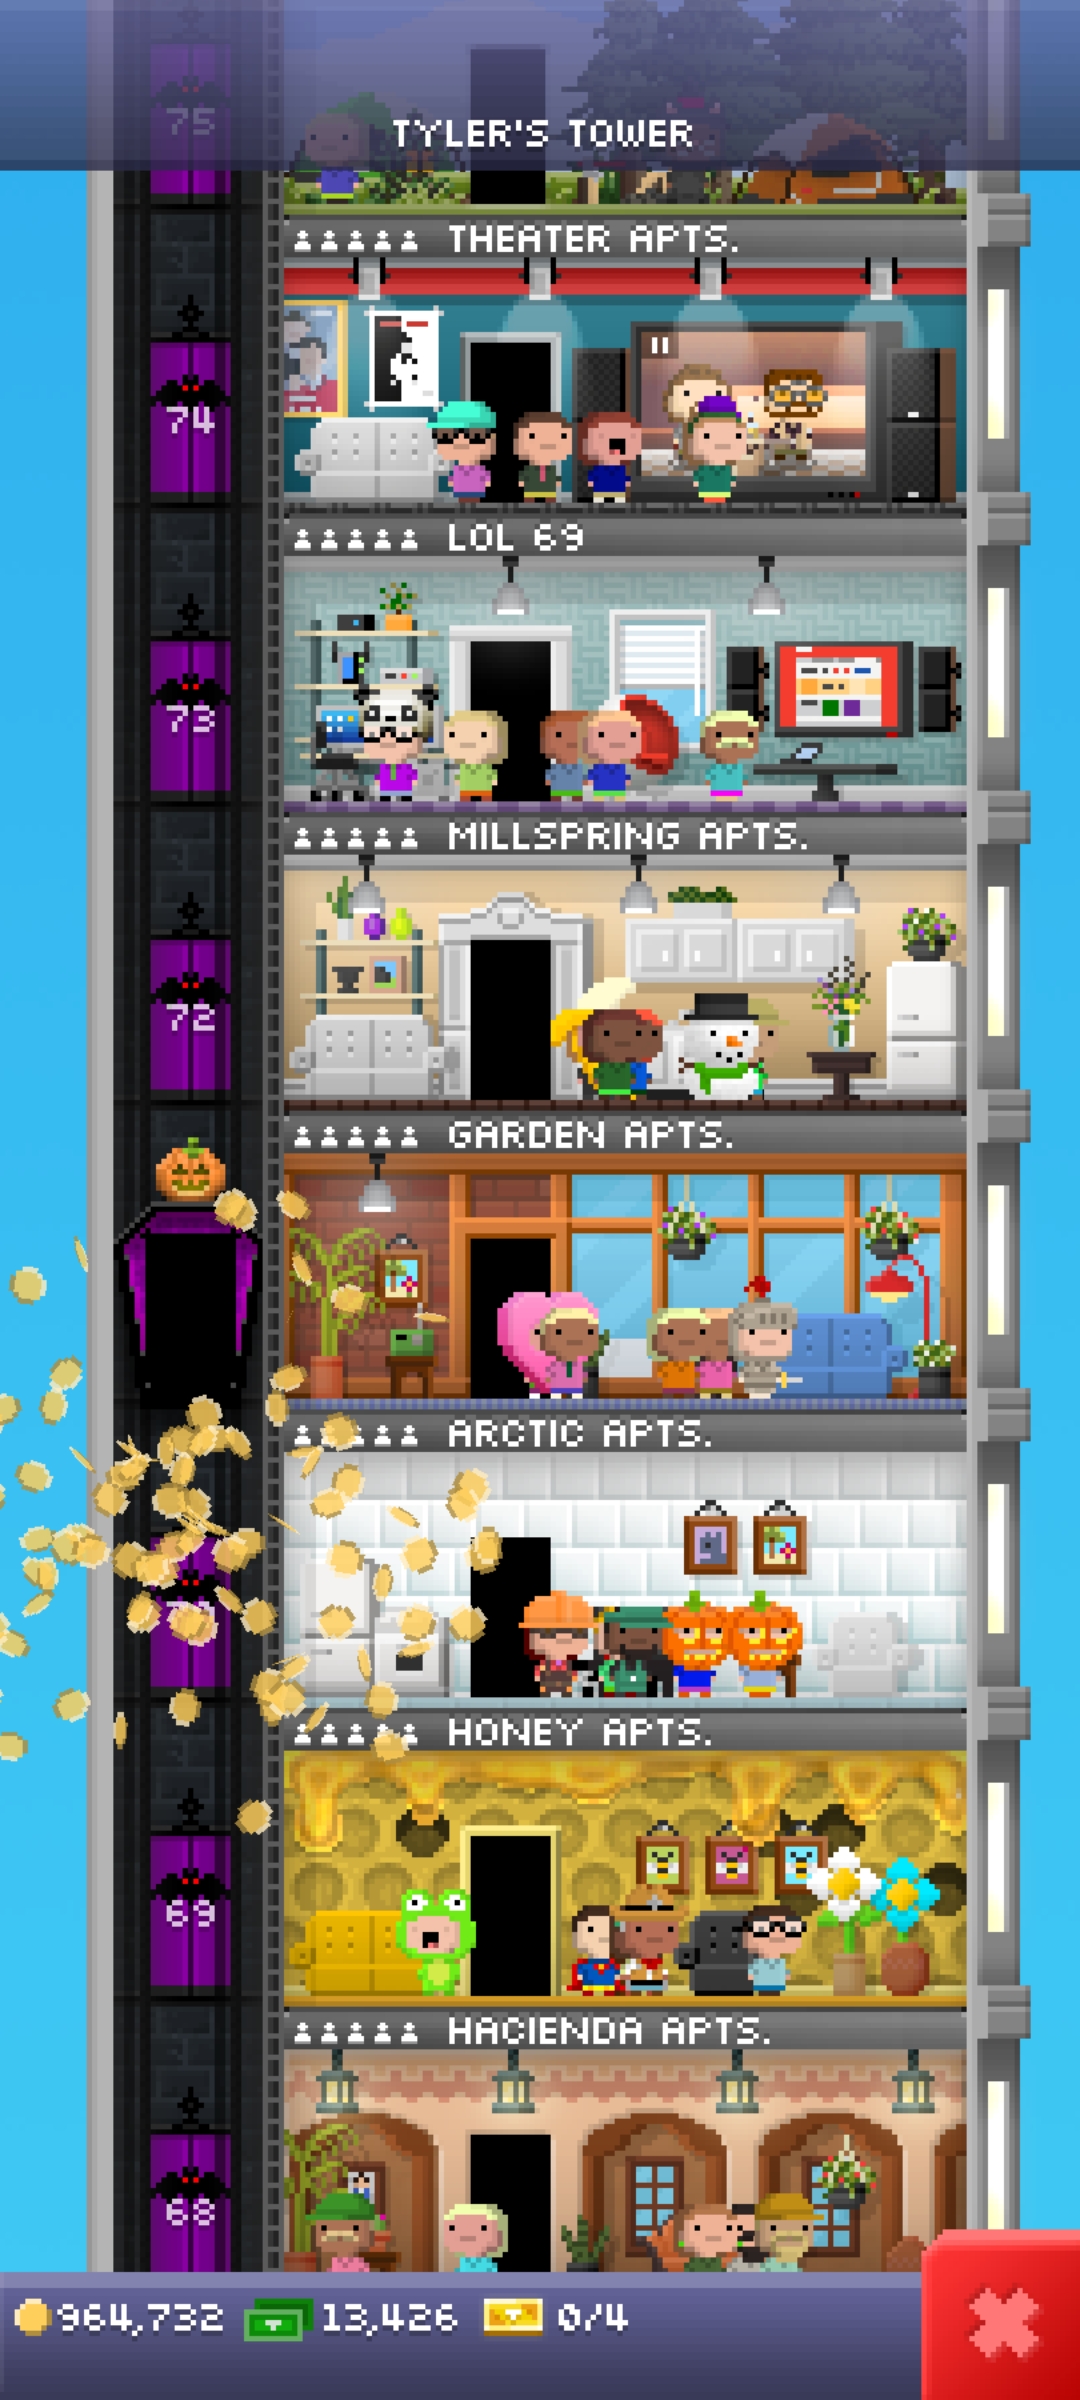 75
TYLER'S TOWER
THEATER APTS.
74
LOL 69
73
MILLSPRING APTS.
72
GARDEN APTS.
ARCTIC APTS.
HONEY APTS.
69
HACIENDA APTS.
68
964,732 13,426 0/4